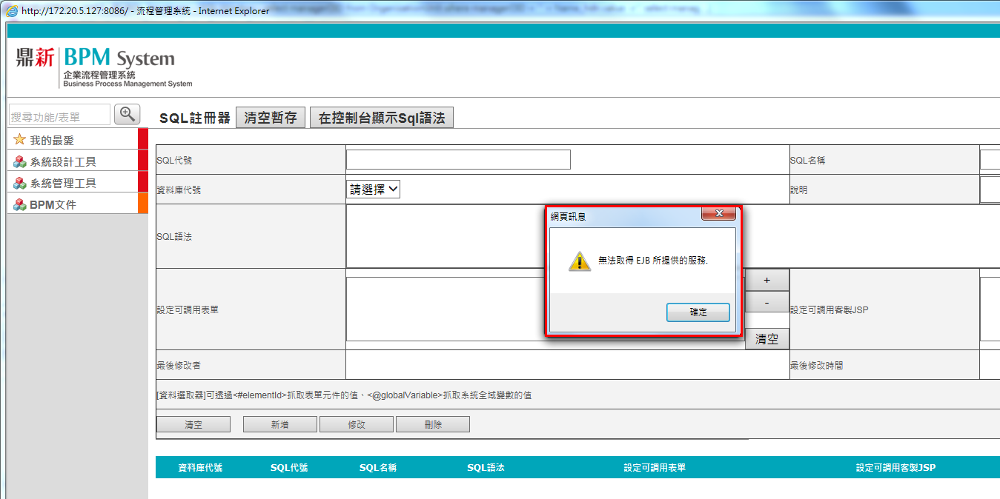 http://172.20.5.127:8086/ - 流程管理系統 - Internet Explorer
鼎新 BPM System
企業流程管理系統
Business Process Management System
搜尋功能/表單
SQL註冊器 清空暫存 在控制台顯示Sql語法
我的最愛
系統設計工具
系統管理工具
BPM文件
SQL代號 SQL名稱
資料庫代號 請選擇 說明
SQL語法
網頁訊息
無法取得 EJB 所提供的服務.
確定
設定可調用表單 + - 清空 設定可調用客製JSP
最後修改者 最後修改時間
[資料選取器]可透過<#elementId>抓取表單元件的值、<@globalVariable>抓取系統全域變數的值
清空 新增 修改 刪除
資料庫代號 SQL代號 SQL名稱 SQL語法 設定可調用表單 設定可調用客製JSP